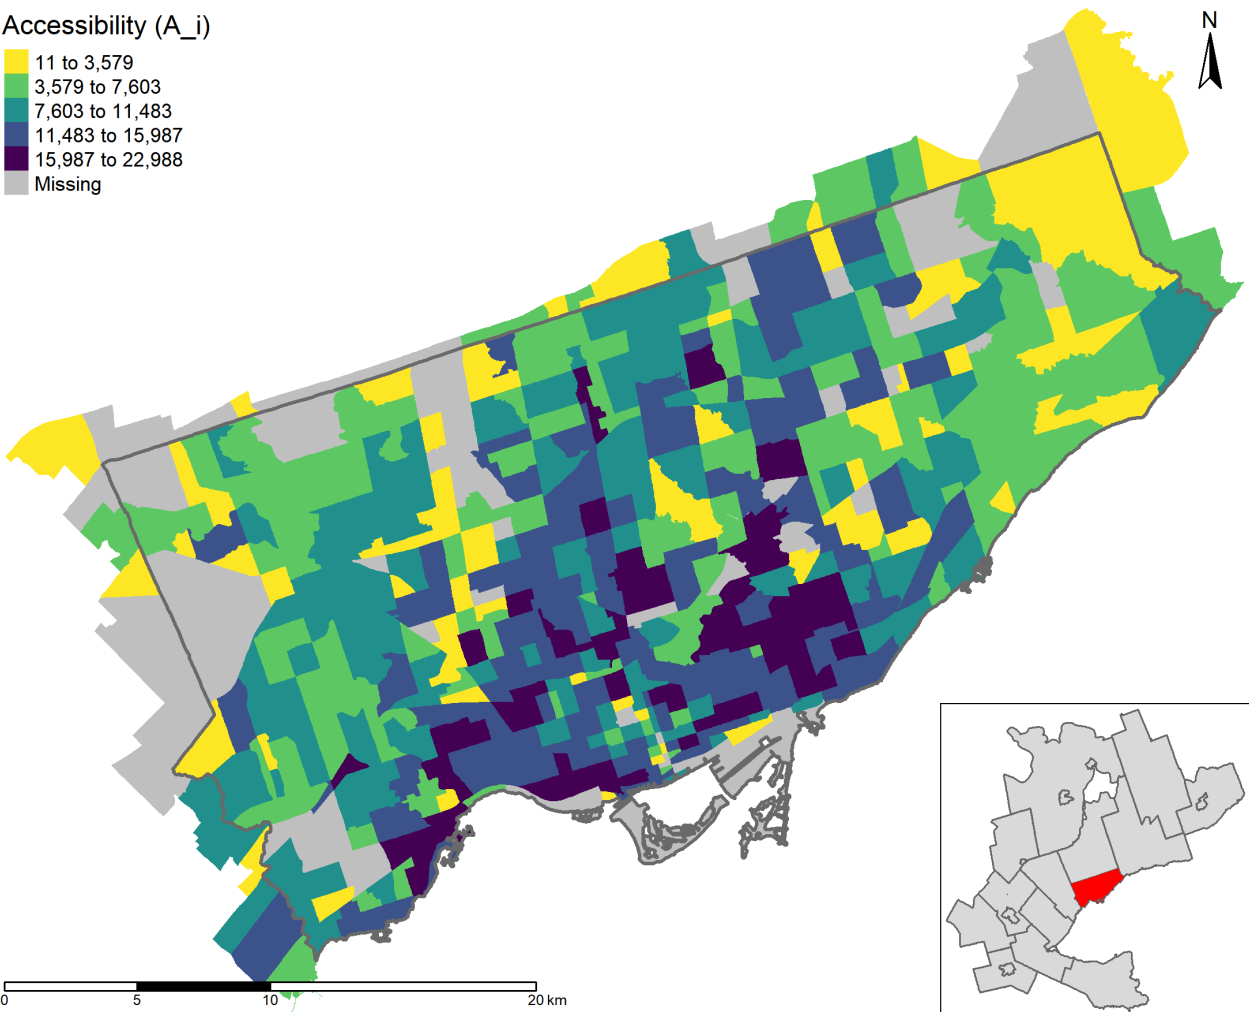 Accessibility (A_i)
11 to 3,579
3,579 to 7,603
7,603 to 11,483
11,483 to 15,987
15,987 to 22,988
Missing
N
0 5 10 20 km